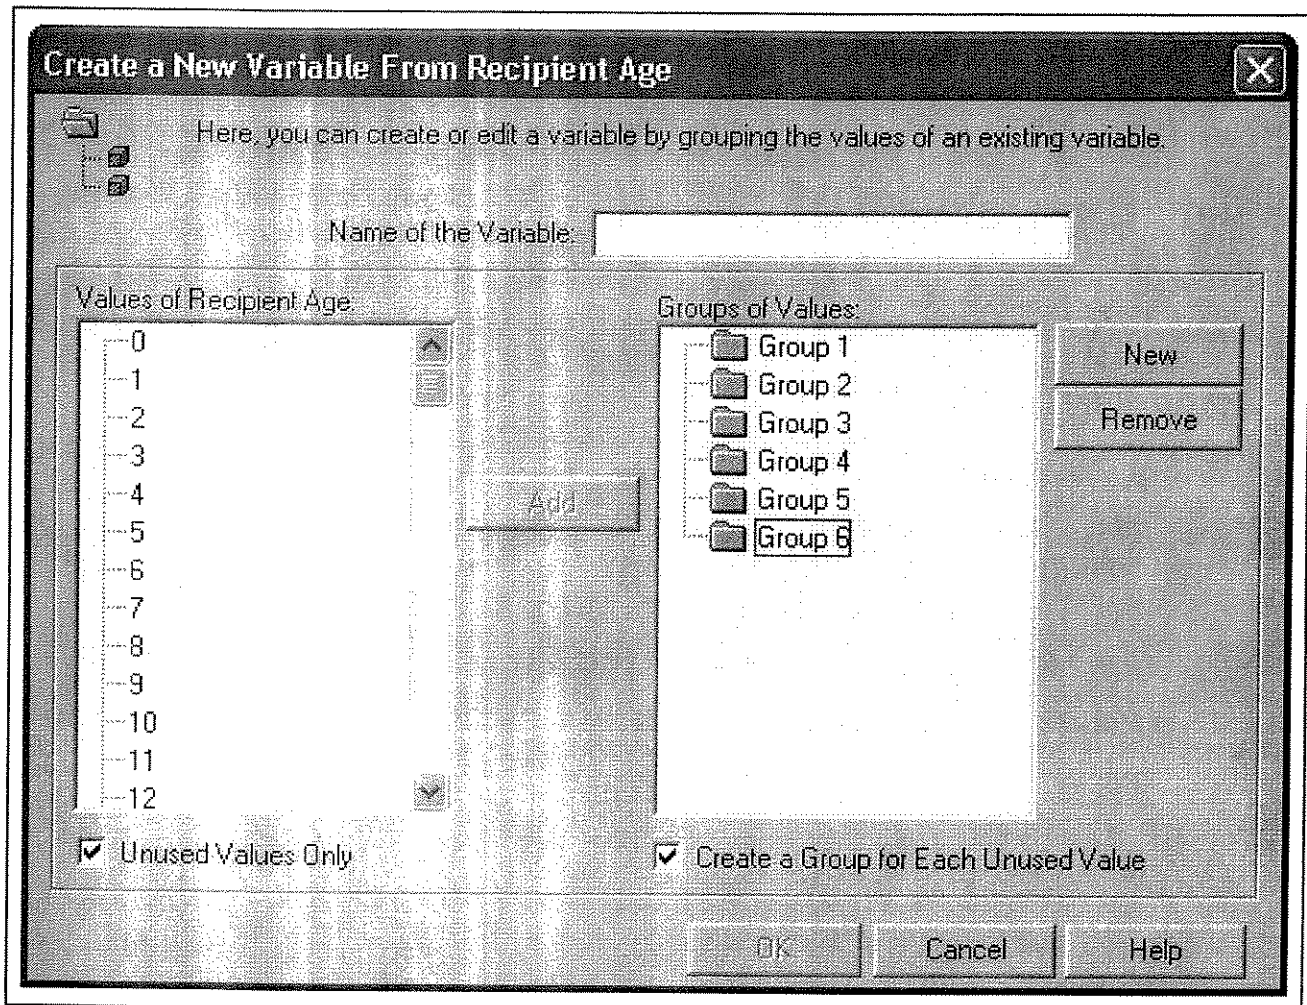 Create a New Variable From Recipient Age
Here, you can create or edit a variable by grouping the values of an existing variable.
Name of the Variable:
Values of Recipient Age:
0
1
2
3
4
5
6
7
8
9
10
11
12
Unused Values Only
Add
Groups of Values:
Group 1
Group 2
Group 3
Group 4
Group 5
Group 6
New
Remove
Create a Group for Each Unused Value
OK
Cancel
Help